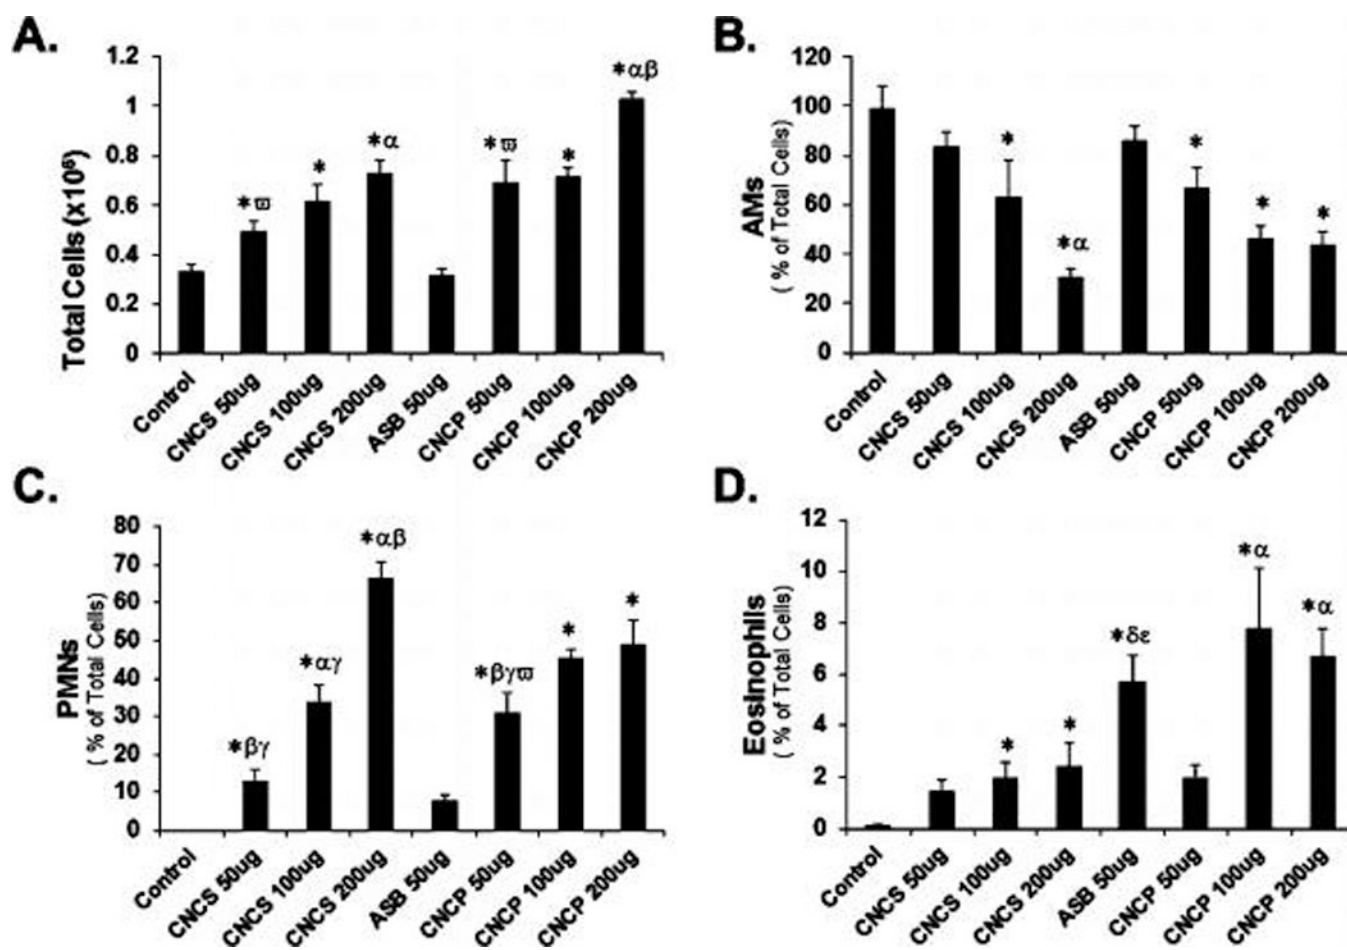 A.
Total Cells (x10⁶)
1.2
1
0.8
0.6
0.4
0.2
0
*ϖ
*
*α
*ϖ
*
*αβ
Control
CNCS 50ug
CNCS 100ug
CNCS 200ug
ASB 50ug
CNCP 50ug
CNCP 100ug
CNCP 200ug
B.
AMs
( % of Total Cells)
120
100
80
60
40
20
0
*
*α
*
*
*
Control
CNCS 50ug
CNCS 100ug
CNCS 200ug
ASB 50ug
CNCP 50ug
CNCP 100ug
CNCP 200ug
C.
PMNs
( % of Total Cells)
80
70
60
50
40
30
20
10
0
*βγ
*αγ
*αβ
*βγϖ
*
*
Control
CNCS 50ug
CNCS 100ug
CNCS 200ug
ASB 50ug
CNCP 50ug
CNCP 100ug
CNCP 200ug
D.
Eosinophils
( % of Total Cells)
12
10
8
6
4
2
0
*
*
*δε
*α
*α
Control
CNCS 50ug
CNCS 100ug
CNCS 200ug
ASB 50ug
CNCP 50ug
CNCP 100ug
CNCP 200ug